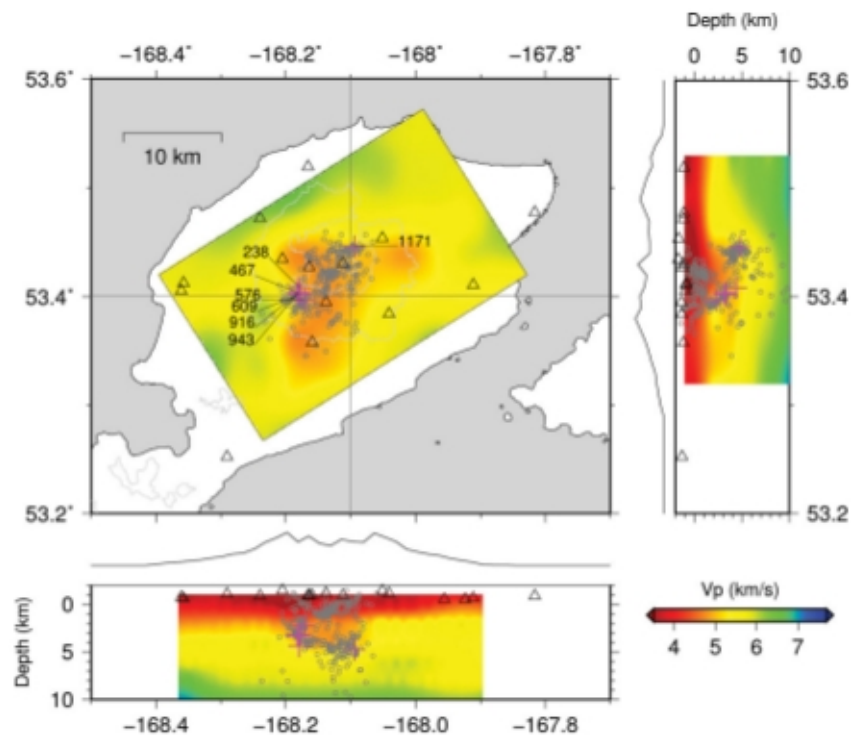 Depth (km)
−168.4˚ −168.2˚ −168˚ −167.8˚
0 5 10
53.6˚
53.6˚
10 km
238
1171
467
53.4˚
53.4˚
576
609
916
943
53.2˚
53.2˚
Vp (km/s)
Depth (km)
0
5
10
4 5 6 7
−168.4 −168.2 −168.0 −167.8